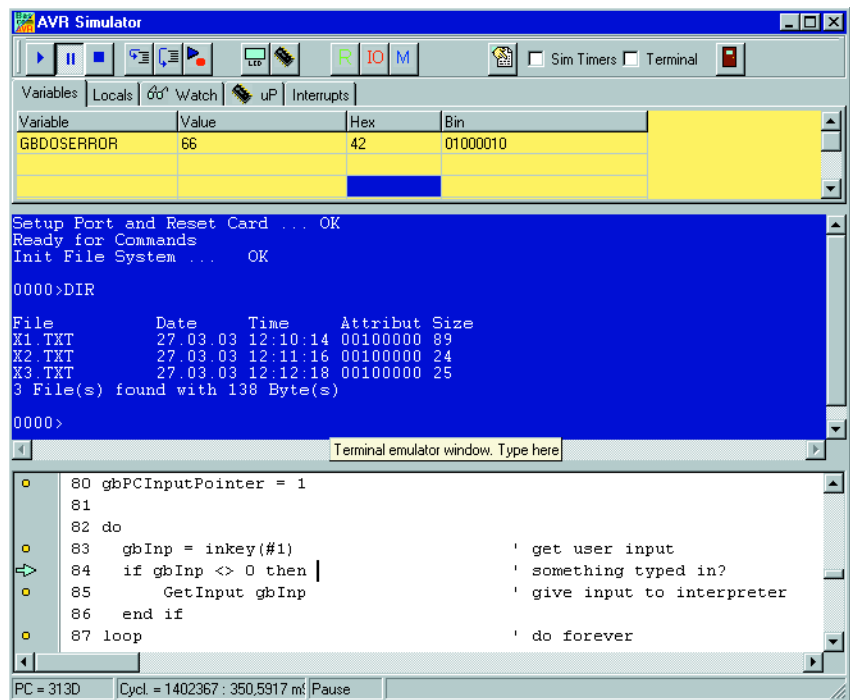 AVR Simulator
LCD R IO M Sim Timers Terminal
Variables Locals Watch uP Interrupts
Variable Value Hex Bin
GBDOSERROR 66 42 01000010
Setup Port and Reset Card ... OK
Ready for Commands
Init File System ... OK
0000>DIR
File Date Time Attribut Size
X1.TXT 27.03.03 12:10:14 00100000 89
X2.TXT 27.03.03 12:11:16 00100000 24
X3.TXT 27.03.03 12:12:18 00100000 25
3 File(s) found with 138 Byte(s)
0000>
Terminal emulator window. Type here
80 gbPCInputPointer = 1
81
82 do
83 gbInp = inkey(#1) ' get user input
84 if gbInp <> 0 then ' something typed in?
85 GetInput gbInp ' give input to interpreter
86 end if
87 loop ' do forever
PC = 313D Cycl. = 1402367 : 350,5917 mS Pause